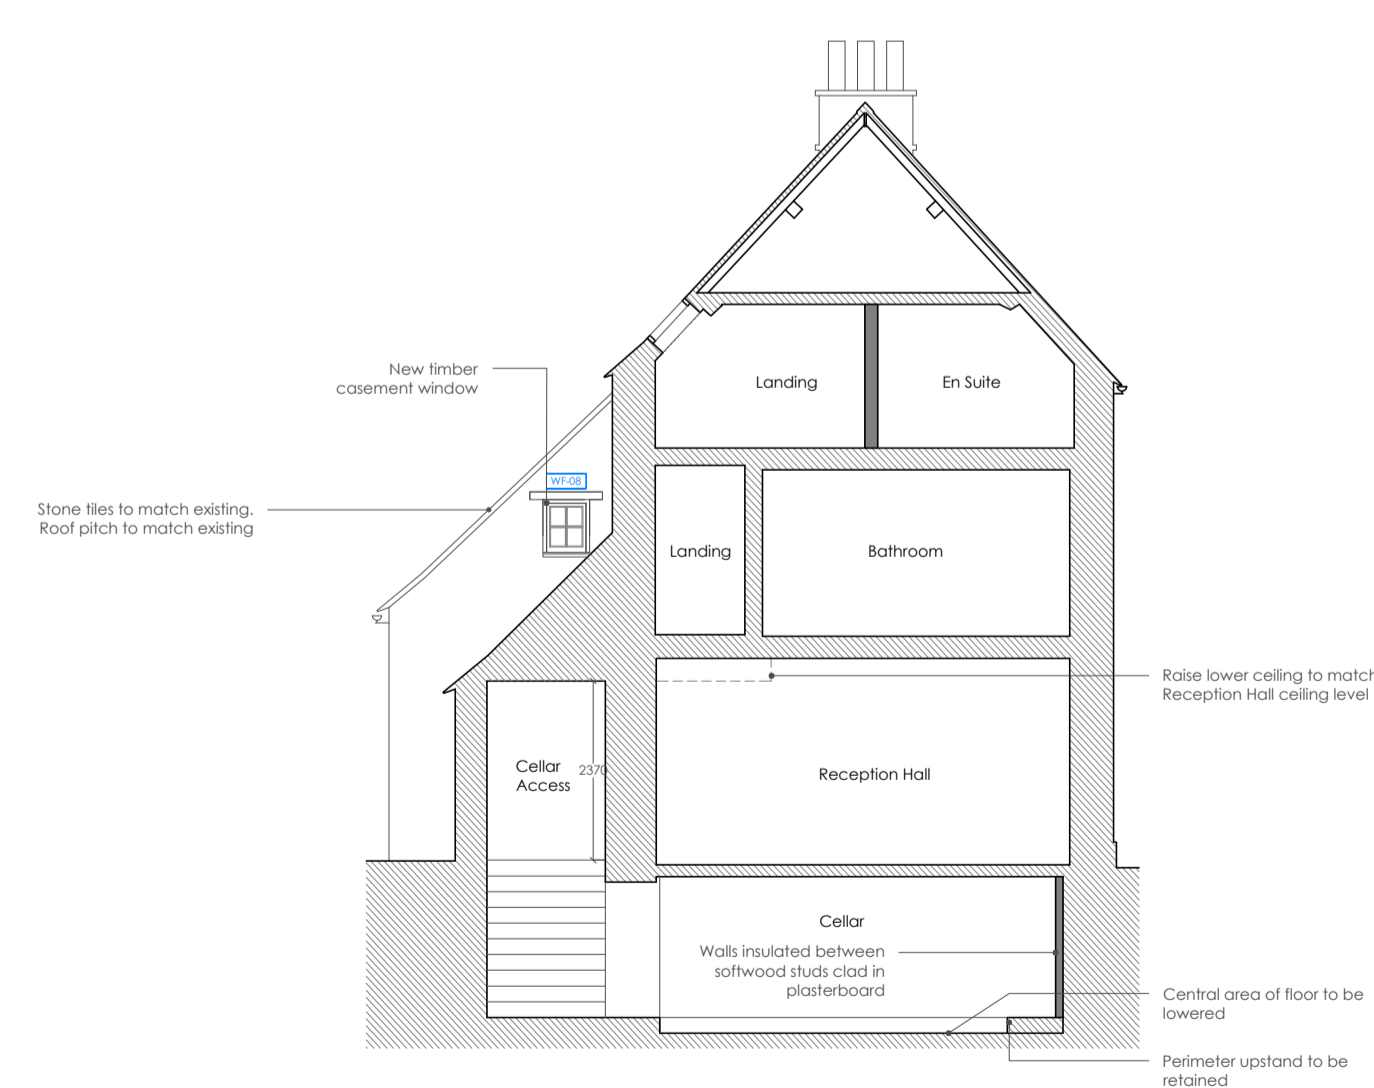 New timber
casement window
Landing
En Suite
WF-08
Stone tiles to match existing.
Roof pitch to match existing
Landing
Bathroom
Raise lower ceiling to match
Reception Hall ceiling level
Cellar
Access
2370
Reception Hall
Cellar
Walls insulated between
softwood studs clad in
plasterboard
Central area of floor to be
lowered
Perimeter upstand to be
retained